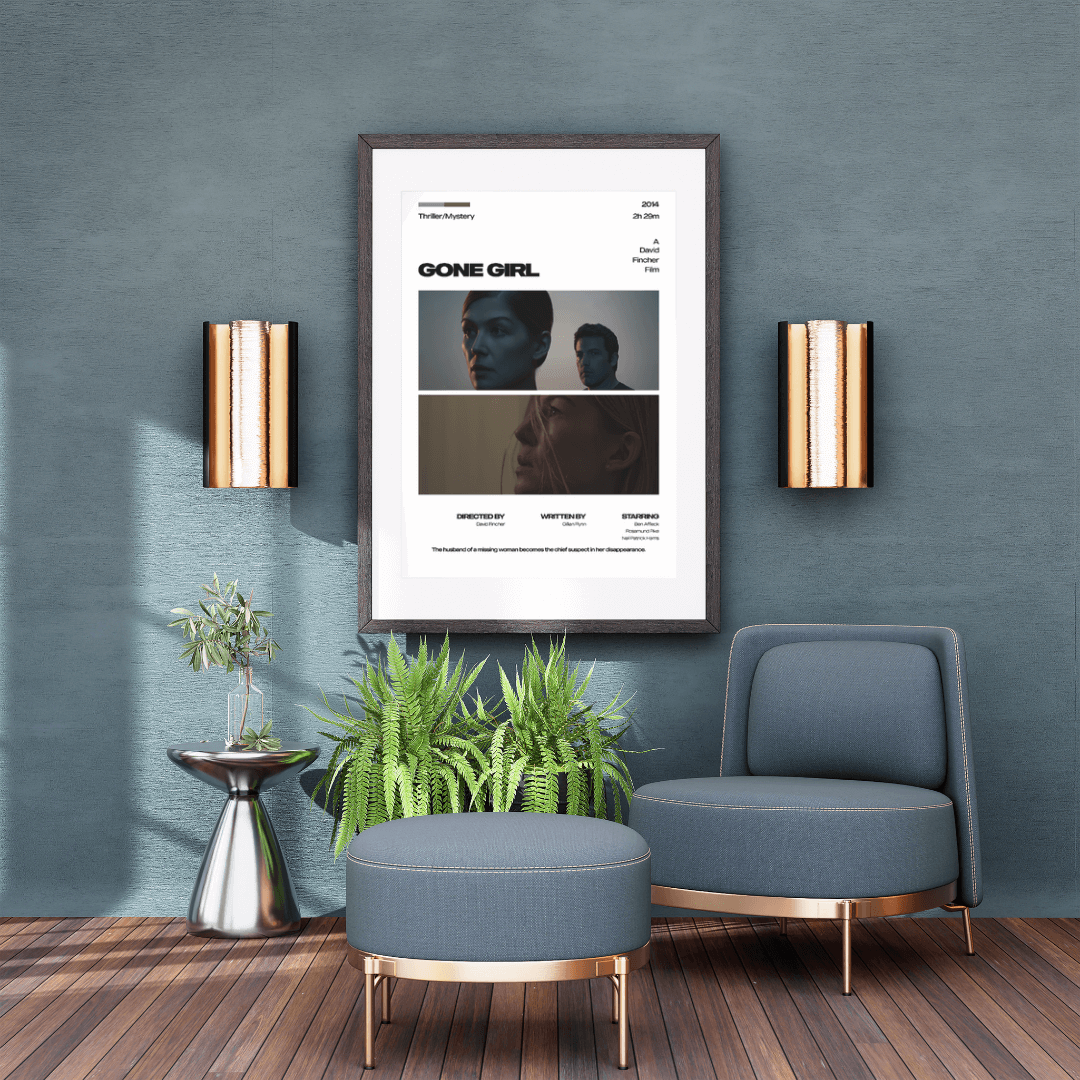 Thriller/Mystery
2014
2h 29m
A
David
Fincher
Film
GONE GIRL
DIRECTED BY
David Fincher
WRITTEN BY
Gillian Flynn
STARRING
Ben Affleck
Rosamund Pike
Neil Patrick Harris
The husband of a missing woman becomes the chief suspect in her disappearance.